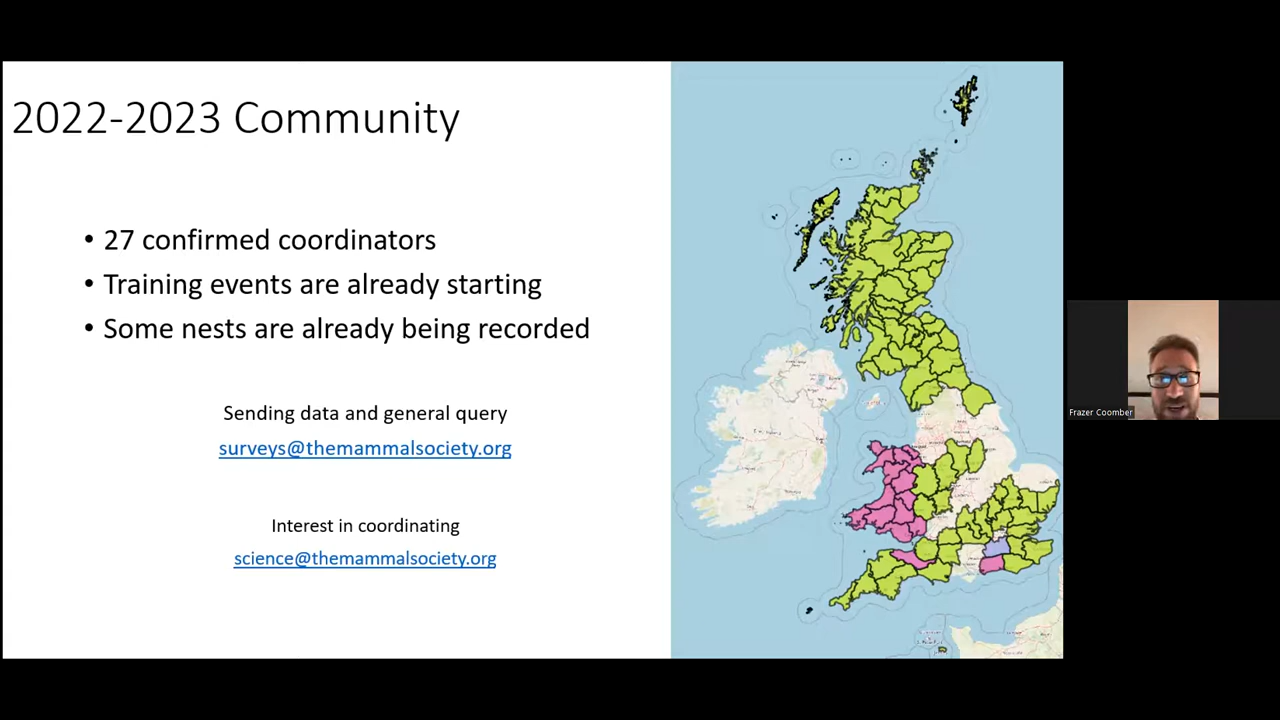 2022-2023 Community
• 27 confirmed coordinators
• Training events are already starting
• Some nests are already being recorded
Sending data and general query
surveys@themammalsociety.org
Interest in coordinating
science@themammalsociety.org
Frazer Coomber